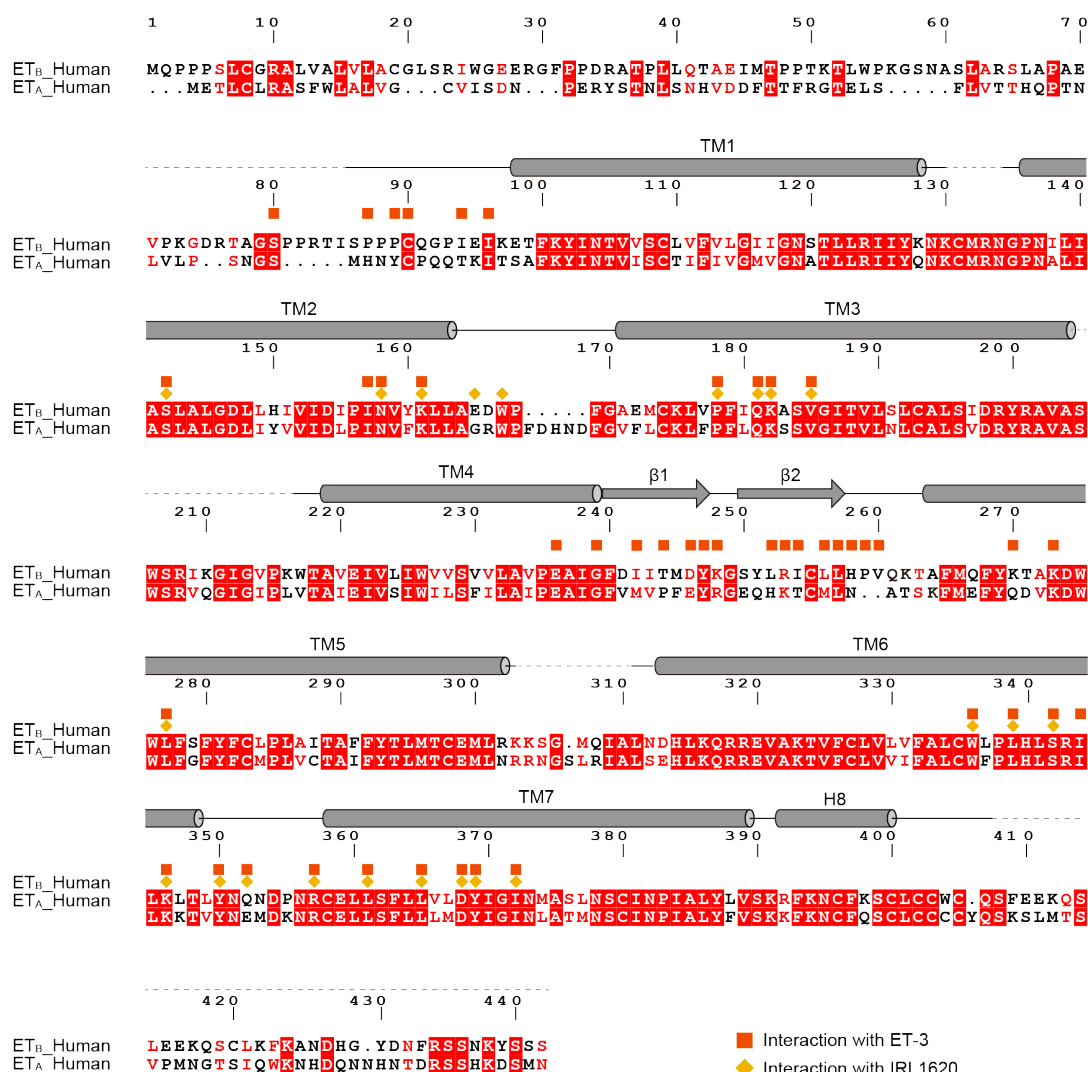 1 10 20 30 40 50 60 70
ETB_Human MQPPPSLCGRALVALVLACGLSRIWGEERGFPPDRATPLLQTAEIMTPPTKTLWPKGSNASLARSLAPAE
ETA_Human ...METLCLRASFWLALVG...CVISDN...PERYSTNLSNHVDDFTTFRGTELS.....FLVTTHQPTN
TM1
80 90 100 110 120 130 140
ETB_Human VPKGDRTAGSPPRTISPPPCQGPIEIKETFKYINTVVSCLVFVLGIIGNSTLLRIIYKNKCMRNGPNILI
ETA_Human LVLP..SNGS.....MHNYCPQQTKITSAFKYINTVISCTIFIVGMVGNATLLRIIYQNKCMRNGPNALI
TM2 TM3
150 160 170 180 190 200
ETB_Human ASLALGDLLHIVIDIPINVYKLLAEDWP.....FGAEMCKLVPFIQKASVGITVLSLCALSIDRYRAVAS
ETA_Human ASLALGDLIYVVIDLPINVFKLLAGRWPFDHNDFGVFLCKLFPFLQKSSVGITVLNLCALSVDRYRAVAS
TM4 β1 β2
210 220 230 240 250 260 270
ETB_Human WSRIKGIGVPKWTAVEIVLIWVVSVVLAVPEAIGFDIITMDYKGSYLRICLLHPVQKTAFMQFYKTAKDW
ETA_Human WSRVQGIGIPLVTAIEIVSIWILSFILAIPEAIGFVMVPFEYRGEQHKTCMLN..ATSKFMEFYQDVKDW
TM5 TM6
280 290 300 310 320 330 340
ETB_Human WLFSFYFCLPLAITAFFYTLMTCEMLRKKSG.MQIALNDHLKQRREVAKTVFCLVLVFALCWLPLHLSRI
ETA_Human WLFGFYFCMPLVCTAIFYTLMTCEMLNRRNGSLRIALSEHLKQRREVAKTVFCLVVIFALCWFPLHLSRI
TM7 H8
350 360 370 380 390 400 410
ETB_Human LKLTLYNQNDPNRCELLSFLLVLDYIGINMASLNSCINPIALYLVSKRFKNCFKSCLCCWC.QSFEEKQS
ETA_Human LKKTVYNEMDKNRCELLSFLLLMDYIGINLATMNSCINPIALYFVSKKFKNCFQSCLCCCCYQSKSLMTS
420 430 440
ETB_Human LEEKQSCLKFKANDHG.YDNFRSSNKYSSS
ETA_Human VPMNGTSIQWKNHDQNNHNTDRSSHKDSMN
Interaction with ET-3
Interaction with IRL1620